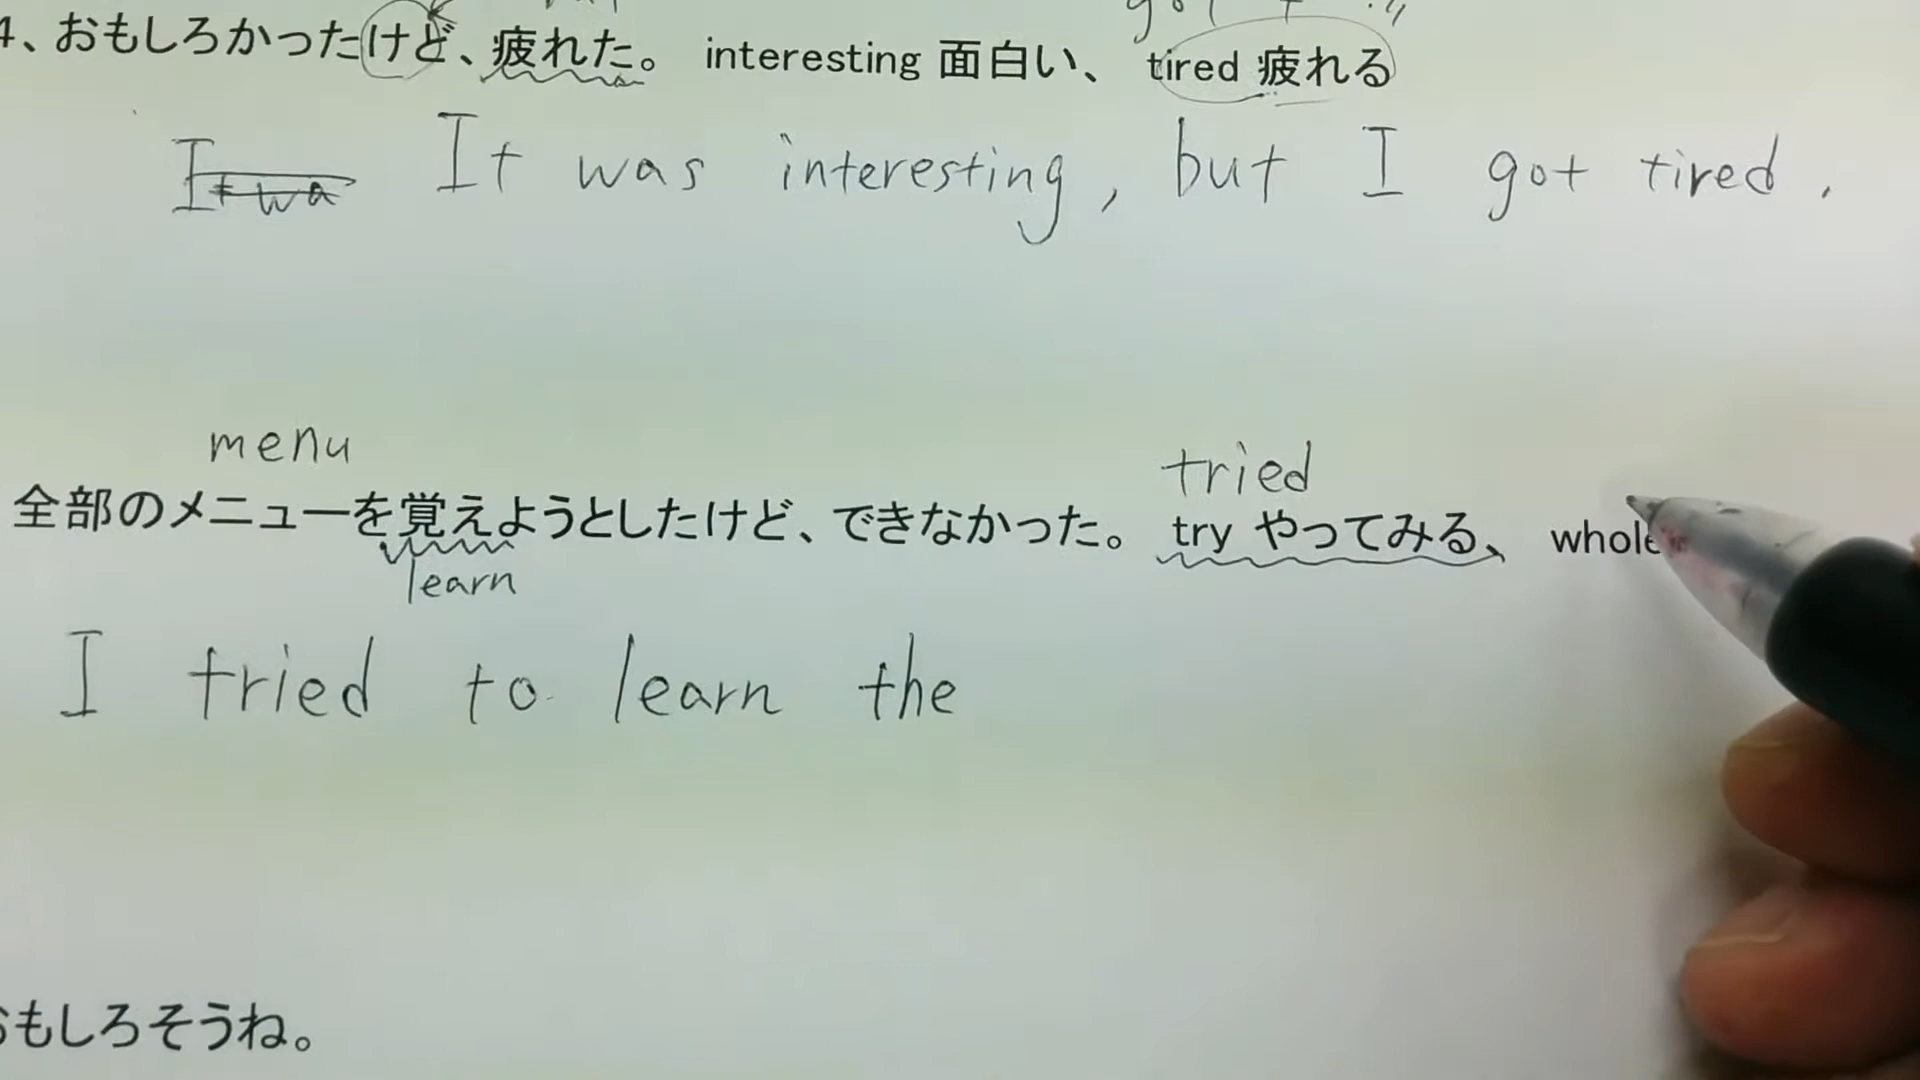 4、おもしろかったけど、疲れた。 interesting 面白い、 tired 疲れる
It wa It was interesting, but I got tired.
menu
tried
全部のメニューを覚えようとしたけど、できなかった。 try やってみる、 whole
learn
I tried to learn the
おもしろそうね。